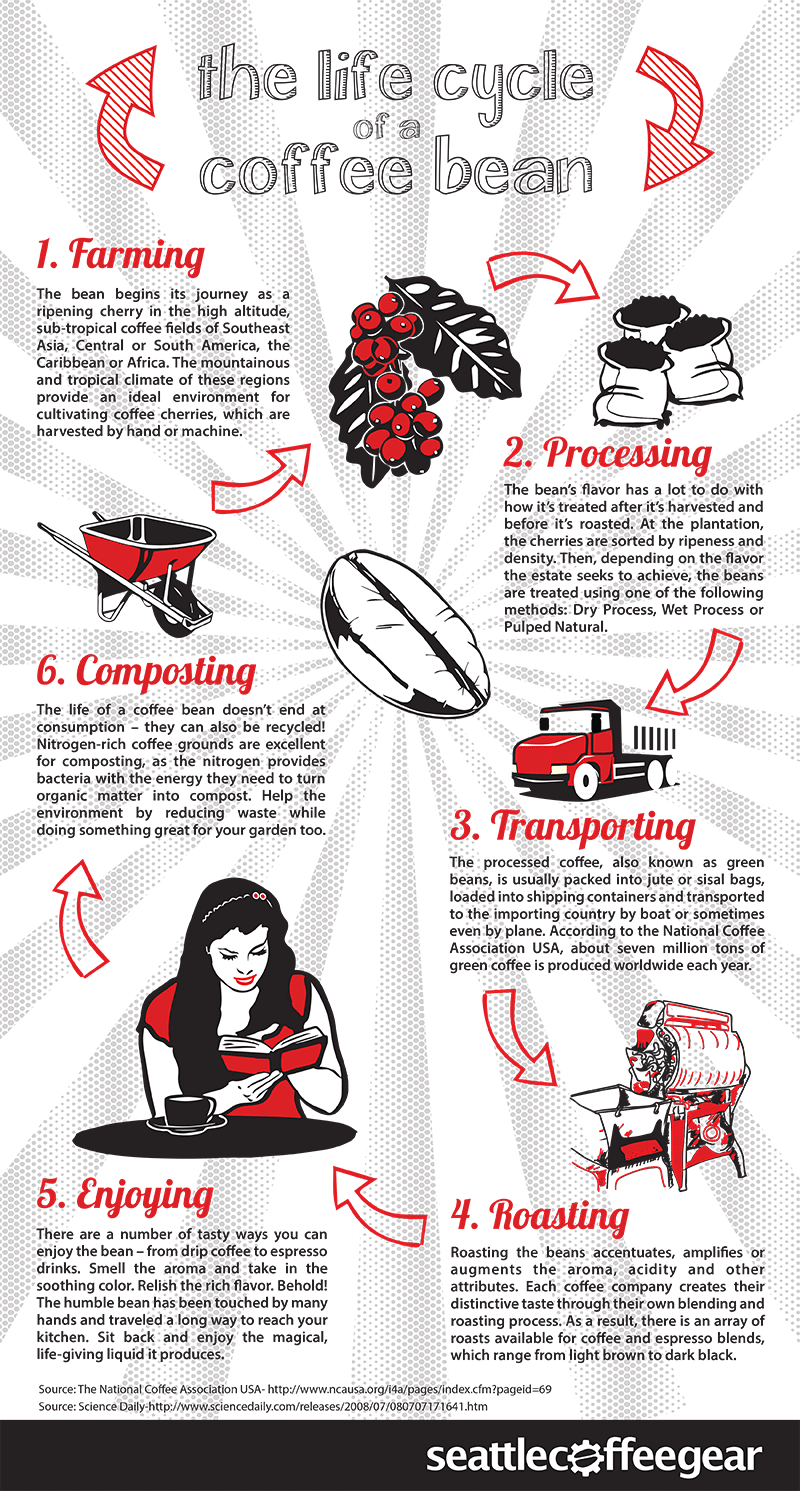 the life cycle
of a
coffee bean
1. Farming
The bean begins its journey as a
ripening cherry in the high altitude,
sub-tropical coffee fields of Southeast
Asia, Central or South America, the
Caribbean or Africa. The mountainous
and tropical climate of these regions
provide an ideal environment for
cultivating coffee cherries, which are
harvested by hand or machine.
2. Processing
The bean's flavor has a lot to do with
how it's treated after it's harvested and
before it's roasted. At the plantation,
the cherries are sorted by ripeness and
density. Then, depending on the flavor
the estate seeks to achieve, the beans
are treated using one of the following
methods: Dry Process, Wet Process or
Pulped Natural.
3. Transporting
The processed coffee, also known as green
beans, is usually packed into jute or sisal bags,
loaded into shipping containers and transported
to the importing country by boat or sometimes
even by plane. According to the National Coffee
Association USA, about seven million tons of
green coffee is produced worldwide each year.
4. Roasting
Roasting the beans accentuates, amplifies or
augments the aroma, acidity and other
attributes. Each coffee company creates their
distinctive taste through their own blending and
roasting process. As a result, there is an array of
roasts available for coffee and espresso blends,
which range from light brown to dark black.
5. Enjoying
There are a number of tasty ways you can
enjoy the bean – from drip coffee to espresso
drinks. Smell the aroma and take in the
soothing color. Relish the rich flavor. Behold!
The humble bean has been touched by many
hands and traveled a long way to reach your
kitchen. Sit back and enjoy the magical,
life-giving liquid it produces.
6. Composting
The life of a coffee bean doesn't end at
consumption – they can also be recycled!
Nitrogen-rich coffee grounds are excellent
for composting, as the nitrogen provides
bacteria with the energy they need to turn
organic matter into compost. Help the
environment by reducing waste while
doing something great for your garden too.
Source: The National Coffee Association USA- http://www.ncausa.org/i4a/pages/index.cfm?pageid=69
Source: Science Daily-http://www.sciencedaily.com/releases/2008/07/080707171641.htm
seattlecoffeegear